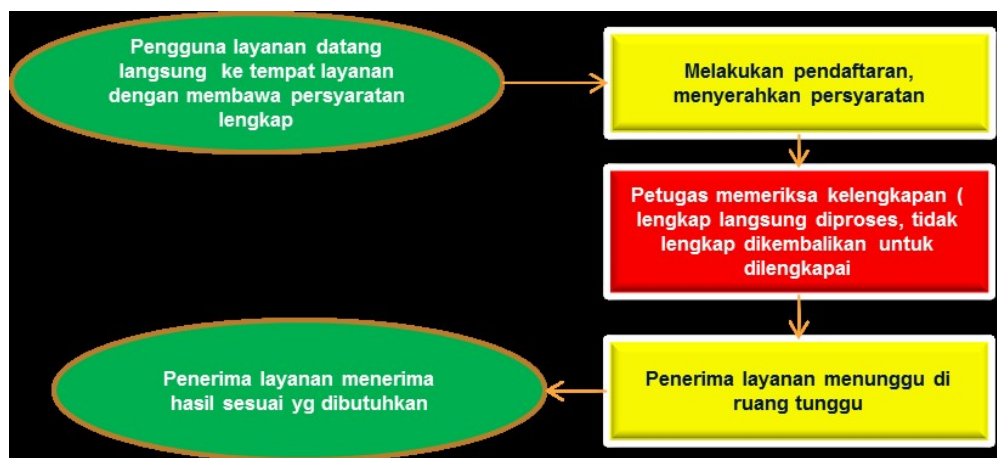 Pengguna layanan datang
langsung ke tempat layanan
dengan membawa persyaratan
lengkap
Melakukan pendaftaran,
menyerahkan persyaratan
Petugas memeriksa kelengkapan (
lengkap langsung diproses, tidak
lengkap dikembalikan untuk
dilengkapai
Penerima layanan menunggu di
ruang tunggu
Penerima layanan menerima
hasil sesuai yg dibutuhkan